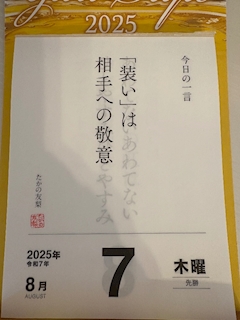 2025
今日の一言
「装い」は
相手への敬意
たかの友梨
2025年
令和7年
8月
AUGUST
7
木曜
先勝